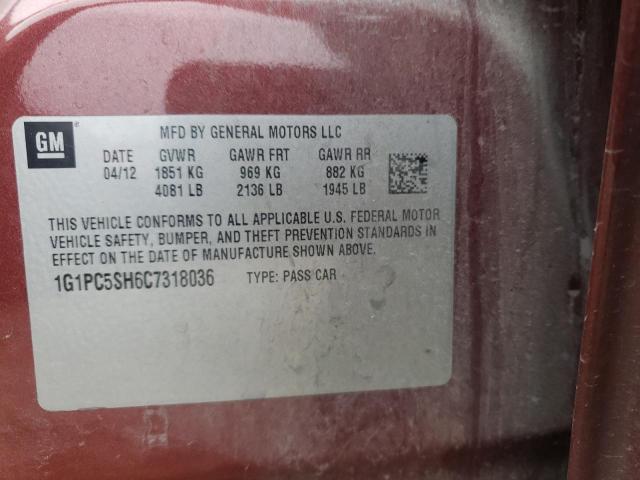 GM
MFD BY GENERAL MOTORS LLC
DATE GVWR GAWR FRT GAWR RR
04/12 1851 KG 969 KG 882 KG
4081 LB 2136 LB 1945 LB
THIS VEHICLE CONFORMS TO ALL APPLICABLE U.S. FEDERAL MOTOR
VEHICLE SAFETY, BUMPER, AND THEFT PREVENTION STANDARDS IN
EFFECT ON THE DATE OF MANUFACTURE SHOWN ABOVE.
1G1PC5SH6C7318036 TYPE: PASS CAR